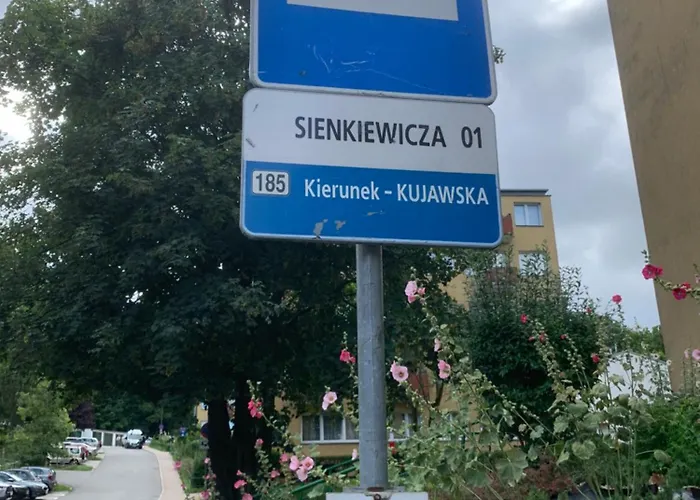 SIENKIEWICZA 01
185 Kierunek - KUJAWSKA